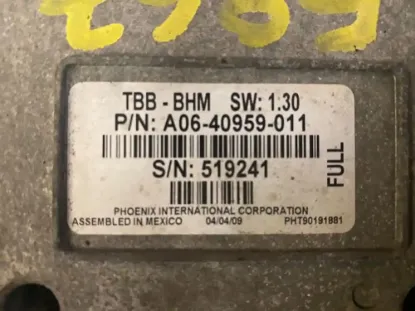 TBB - BHM SW: 1.30
P/N: A06-40959-011
S/N: 519241
FULL
PHOENIX INTERNATIONAL CORPORATION
ASSEMBLED IN MEXICO 04/04/09 PHT90191881